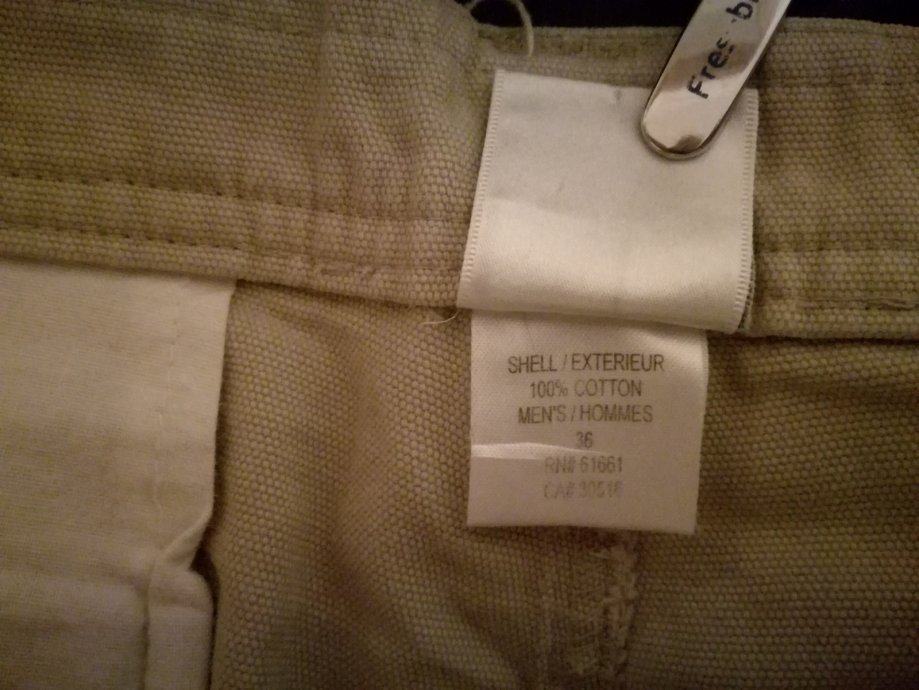 SHELL / EXTERIEUR
100% COTTON
MEN'S / HOMMES
36
RN# 61661
CA# 30516